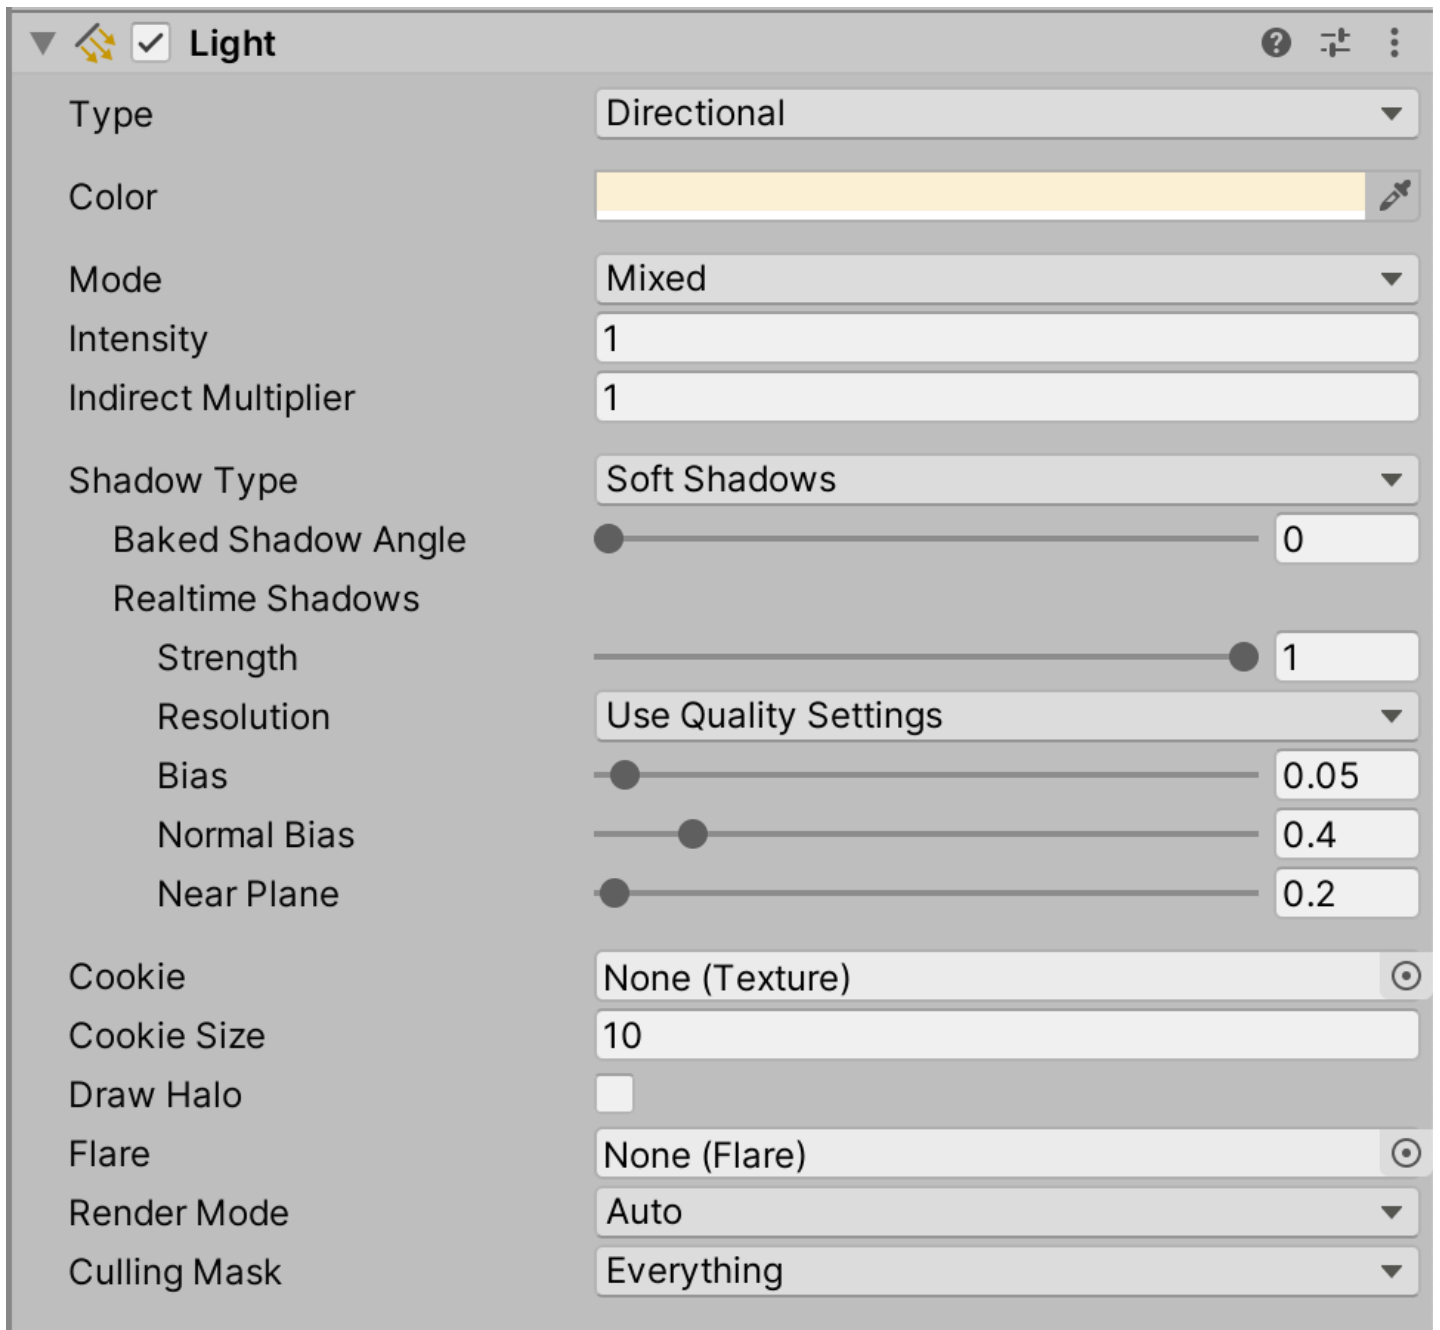 Light
Type Directional
Color
Mode Mixed
Intensity 1
Indirect Multiplier 1
Shadow Type Soft Shadows
Baked Shadow Angle 0
Realtime Shadows
Strength 1
Resolution Use Quality Settings
Bias 0.05
Normal Bias 0.4
Near Plane 0.2
Cookie None (Texture)
Cookie Size 10
Draw Halo
Flare None (Flare)
Render Mode Auto
Culling Mask Everything